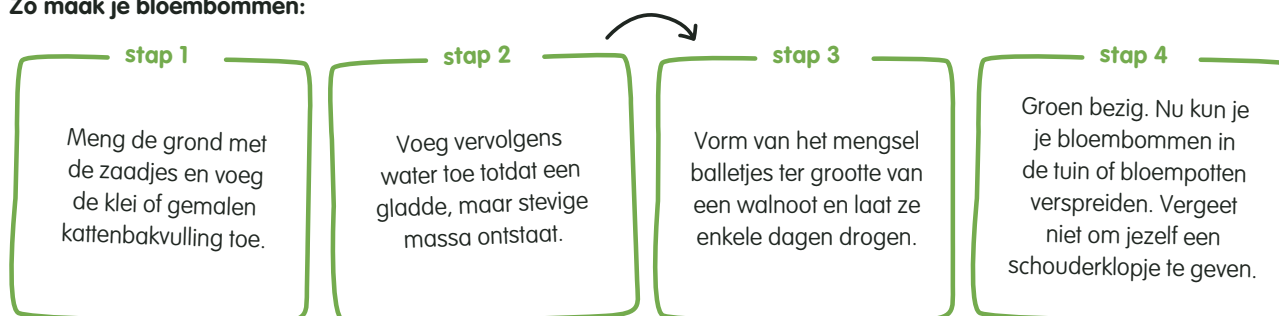 Zo maak je bloembommen:
stap 1
Meng de grond met
de zaadjes en voeg
de klei of gemalen
kattenbakvulling toe.
stap 2
Voeg vervolgens
water toe totdat een
gladde, maar stevige
massa ontstaat.
stap 3
Vorm van het mengsel
balletjes ter grootte van
een walnoot en laat ze
enkele dagen drogen.
stap 4
Groen bezig. Nu kun je
je bloembommen in
de tuin of bloempotten
verspreiden. Vergeet
niet om jezelf een
schouderklopje te geven.